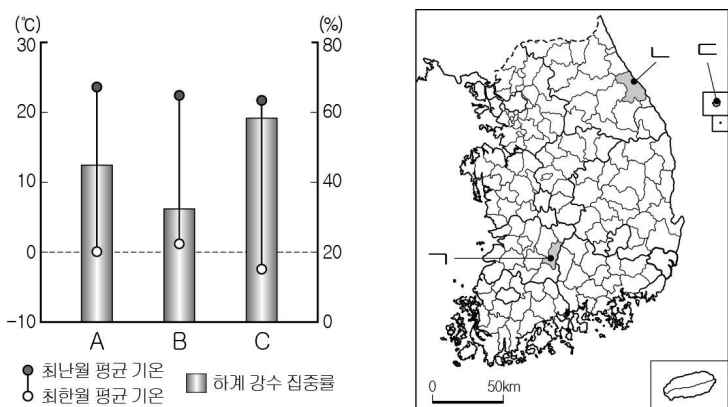 (℃)
(%)
30
80
20
60
10
40
0
20
-10
0
A
B
C
최난월 평균 기온
최한월 평균 기온
하계 강수 집중률
ㄴ
ㄷ
ㄱ
0
50km